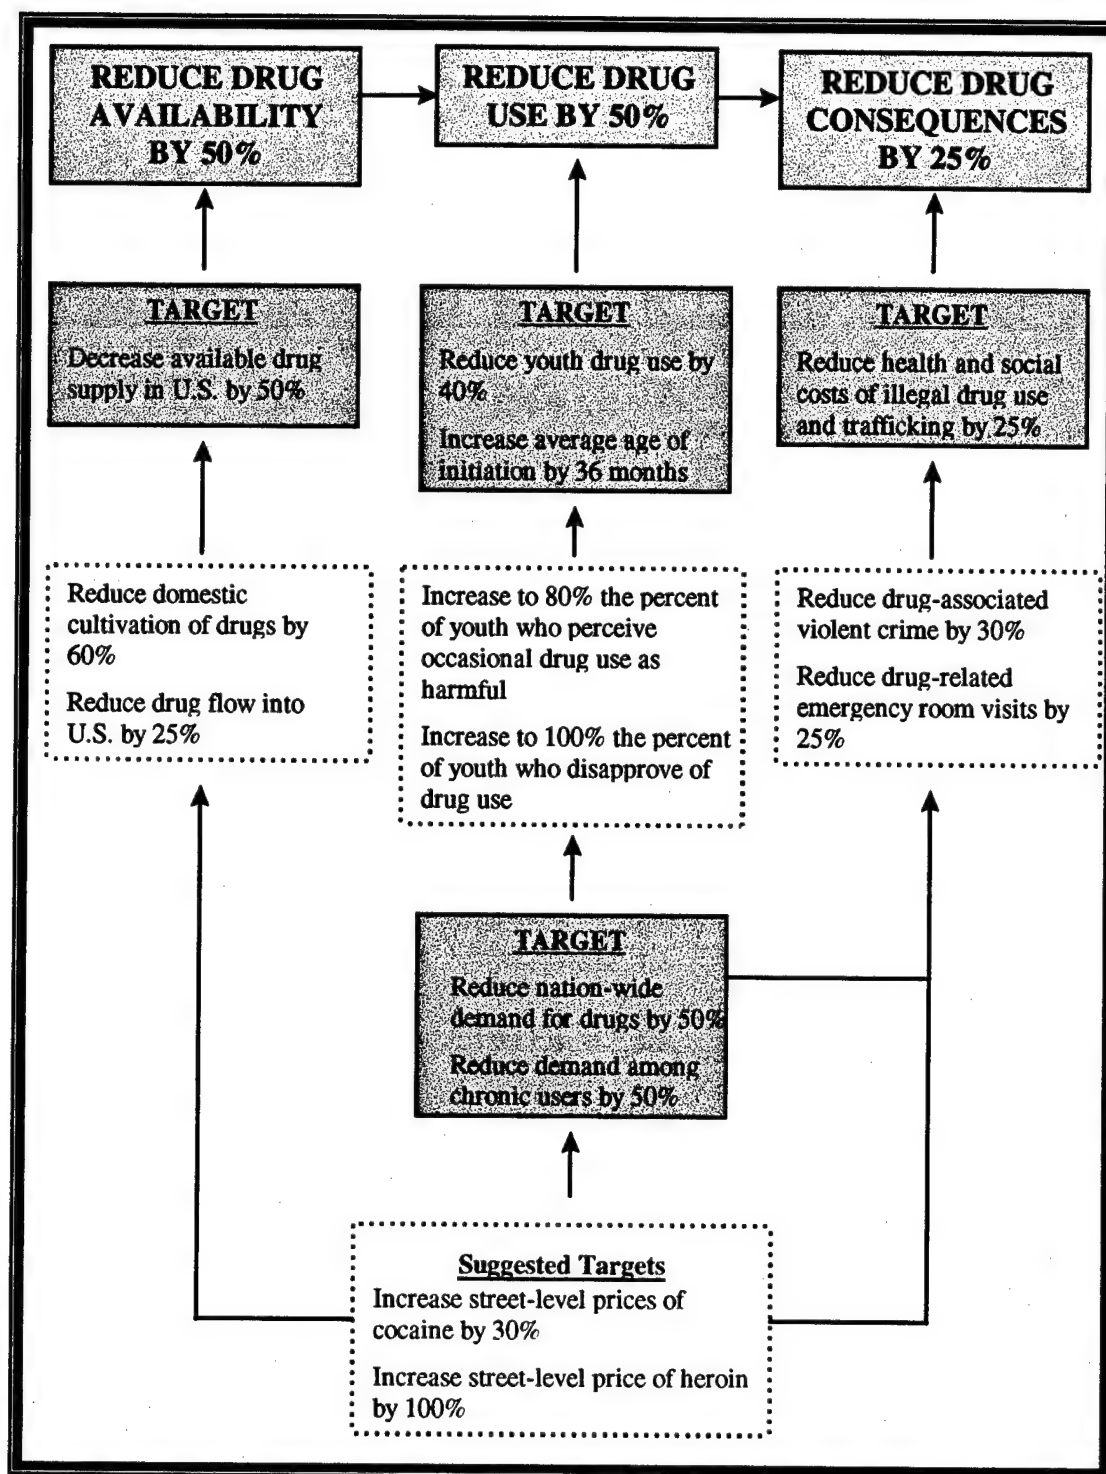 REDUCE DRUG
AVAILABILITY
BY 50%
REDUCE DRUG
USE BY 50%
REDUCE DRUG
CONSEQUENCES
BY 25%
TARGET
Decrease available drug
supply in U.S. by 50%
TARGET
Reduce youth drug use by
40%
Increase average age of
initiation by 36 months
TARGET
Reduce health and social
costs of illegal drug use
and trafficking by 25%
Reduce domestic
cultivation of drugs by
60%
Reduce drug flow into
U.S. by 25%
Increase to 80% the percent
of youth who perceive
occasional drug use as
harmful
Increase to 100% the percent
of youth who disapprove of
drug use
Reduce drug-associated
violent crime by 30%
Reduce drug-related
emergency room visits by
25%
TARGET
Reduce nation-wide
demand for drugs by 50%
Reduce demand among
chronic users by 50%
Suggested Targets
Increase street-level prices of
cocaine by 30%
Increase street-level price of heroin
by 100%